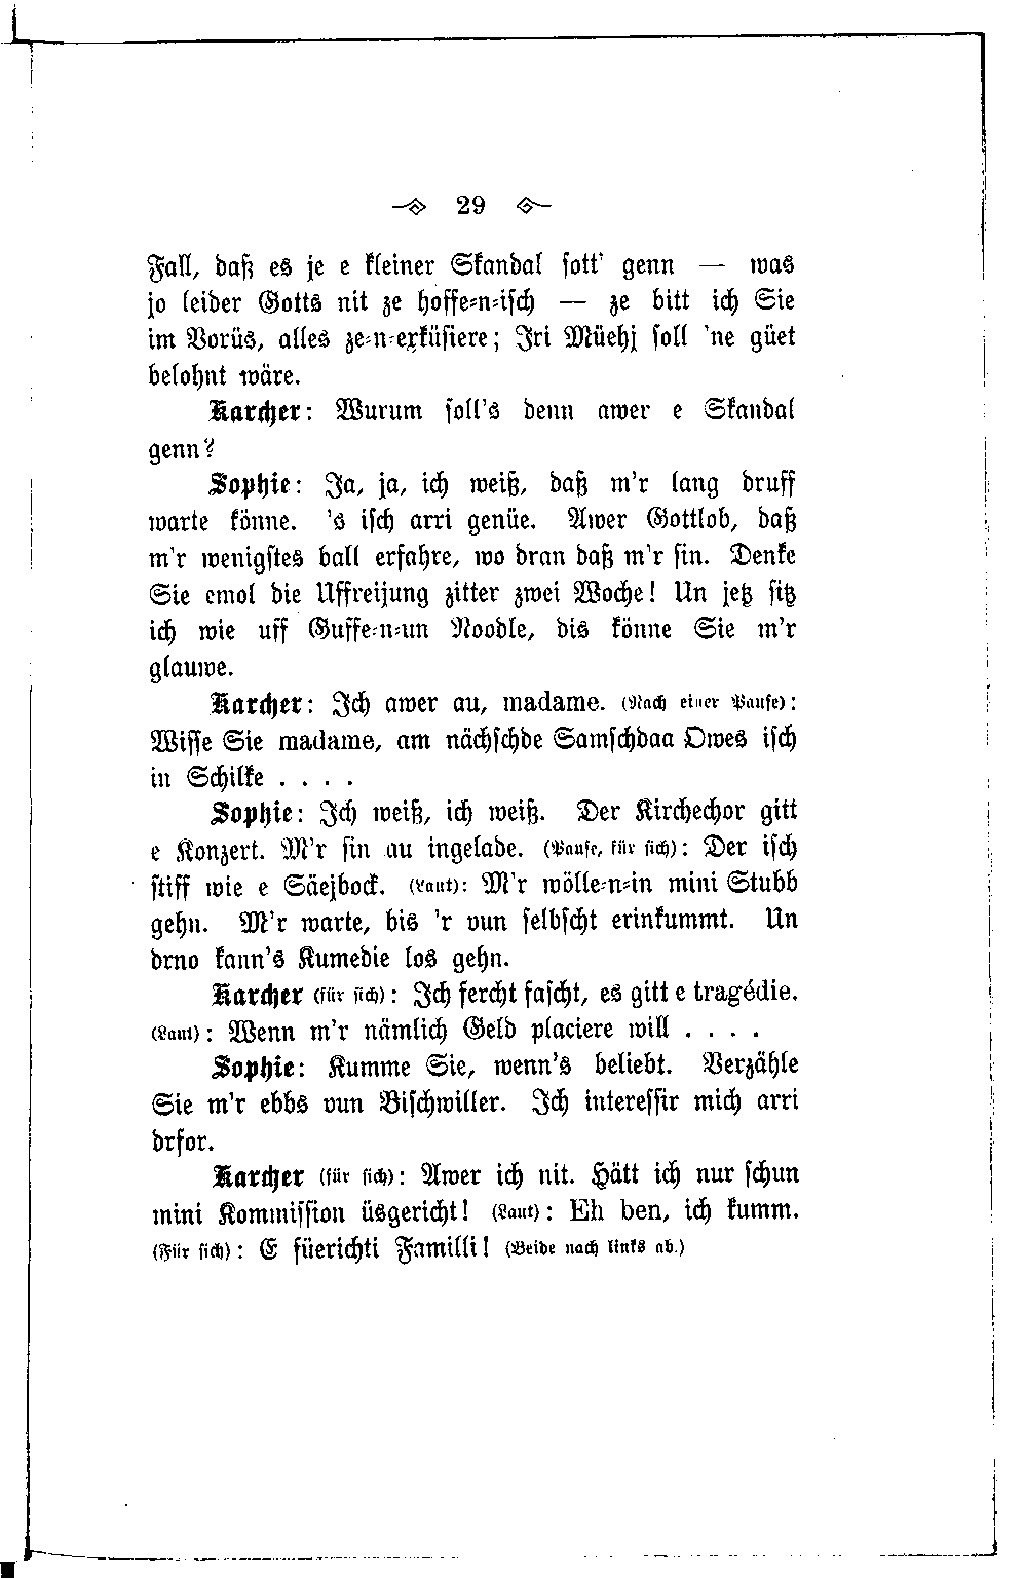 29
Fall, daß es je e kleiner Skandal sott' genn — was
jo leider Gotts nit ze hoffe-n-isch — ze bitt ich Sie
im Vorüs, alles ze-n-exküsiere; Iri Müehj soll 'ne güet
belohnt wäre.
Karcher: Wurum soll's denn awer e Skandal
genn?
Sophie: Ja, ja, ich weiß, daß m'r lang druff
warte könne. 's isch arri genüe. Awer Gottlob, daß
m'r wenigstes ball erfahre, wo dran daß m'r sin. Denke
Sie emol die Uffreijung zitter zwei Woche! Un jetz sitz
ich wie uff Guffe-n-un Noodle, dis könne Sie m'r
glauwe.
Karcher: Ich awer au, madame. (Nach einer Pause):
Wisse Sie madame, am nächschde Samschdaa Owes isch
in Schilke . . . .
Sophie: Ich weiß, ich weiß. Der Kirchechor gitt
e Konzert. M'r sin au ingelade. (Pause, für sich): Der isch
stiff wie e Säejbock. (Laut): M'r wölle-n-in mini Stubb
gehn. M'r warte, bis 'r vun selbscht erinkummt. Un
drno kann's Kumedie los gehn.
Karcher (für sich): Ich fercht fascht, es gitt e tragédie.
(Laut): Wenn m'r nämlich Geld placiere will . . . .
Sophie: Kumme Sie, wenn's beliebt. Verzähle
Sie m'r ebbs vun Bischwiller. Ich interessir mich arri
drfor.
Karcher (für sich): Awer ich nit. Hätt ich nur schun
mini Kommission üsgericht! (Laut): Eh ben, ich kumm.
(Für sich): E füerichti Familli! (Beide nach links ab.)